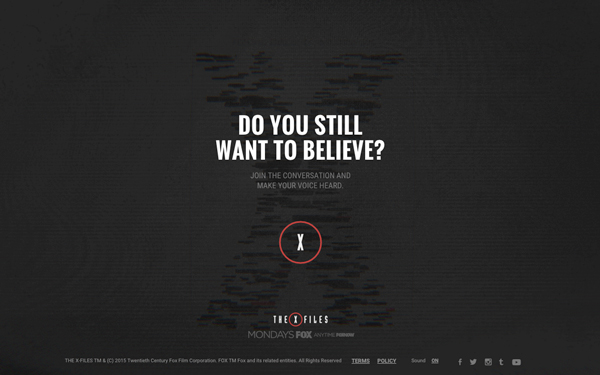 DO YOU STILL
WANT TO BELIEVE?
JOIN THE CONVERSATION AND
MAKE YOUR VOICE HEARD.
X
THE X FILES
MONDAYS FOX ANYTIME
THE X-FILES TM & (C) 2015 Twentieth Century Fox Film Corporation. FOX TM Fox and its related entities. All Rights Reserved TERMS POLICY Sound ON